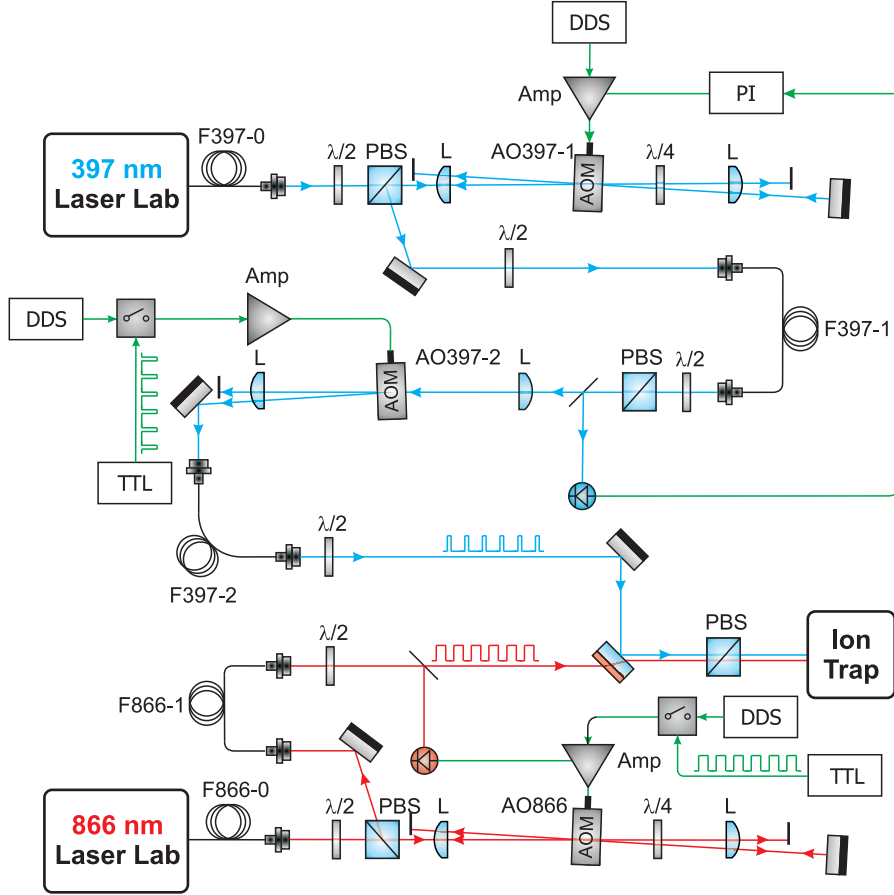 DDS
Amp
PI
F397-0
397 nm
Laser Lab
λ/2
PBS
L
AO397-1
AOM
λ/4
L
λ/2
Amp
DDS
F397-1
AO397-2
L
AOM
L
PBS
λ/2
TTL
λ/2
F397-2
PBS
Ion
Trap
λ/2
F866-1
DDS
Amp
TTL
F866-0
866 nm
Laser Lab
λ/2
PBS
L
AO866
AOM
λ/4
L